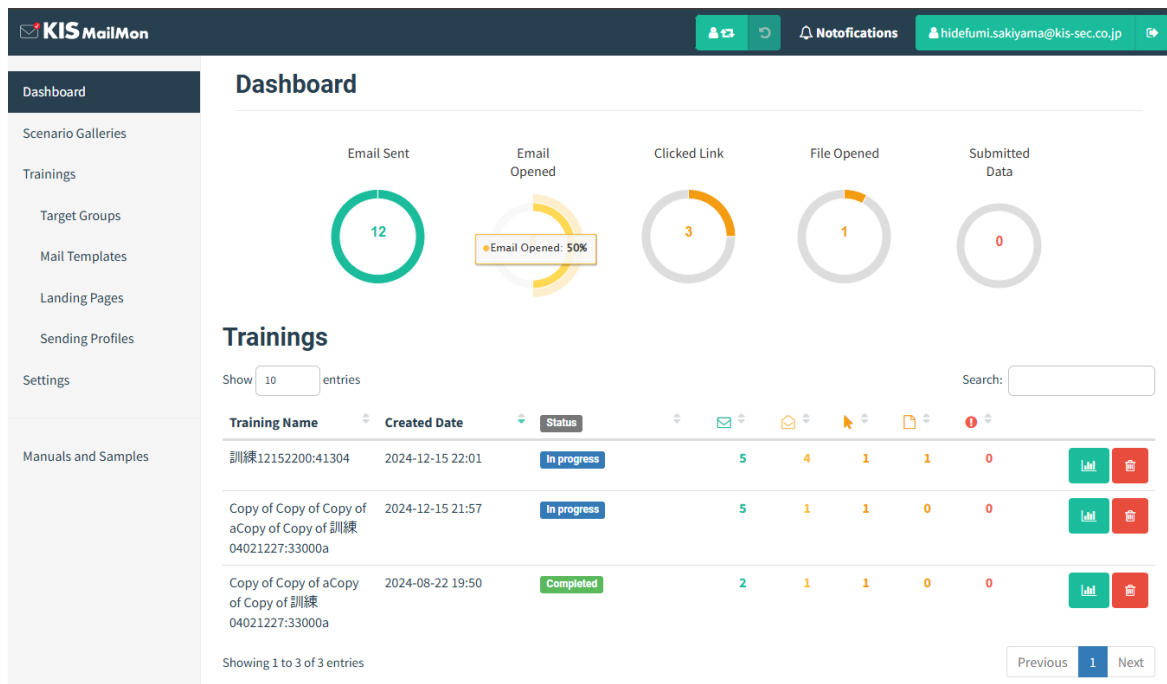 KIS MailMon
Notofications
hidefumi.sakiyama@kis-sec.co.jp
Dashboard
Scenario Galleries
Trainings
Target Groups
Mail Templates
Landing Pages
Sending Profiles
Settings
Manuals and Samples
Dashboard
Email Sent
12
Email
Opened
Email Opened: 50%
Clicked Link
3
File Opened
1
Submitted
Data
0
Trainings
Show 10 entries
Search:
Training Name Created Date Status
訓練12152200:41304 2024-12-15 22:01 In progress 5 4 1 1 0
Copy of Copy of Copy of 2024-12-15 21:57 In progress 5 1 1 0 0
aCopy of Copy of 訓練
04021227:33000a
Copy of Copy of aCopy 2024-08-22 19:50 Completed 2 1 1 0 0
of Copy of 訓練
04021227:33000a
Showing 1 to 3 of 3 entries
Previous 1 Next